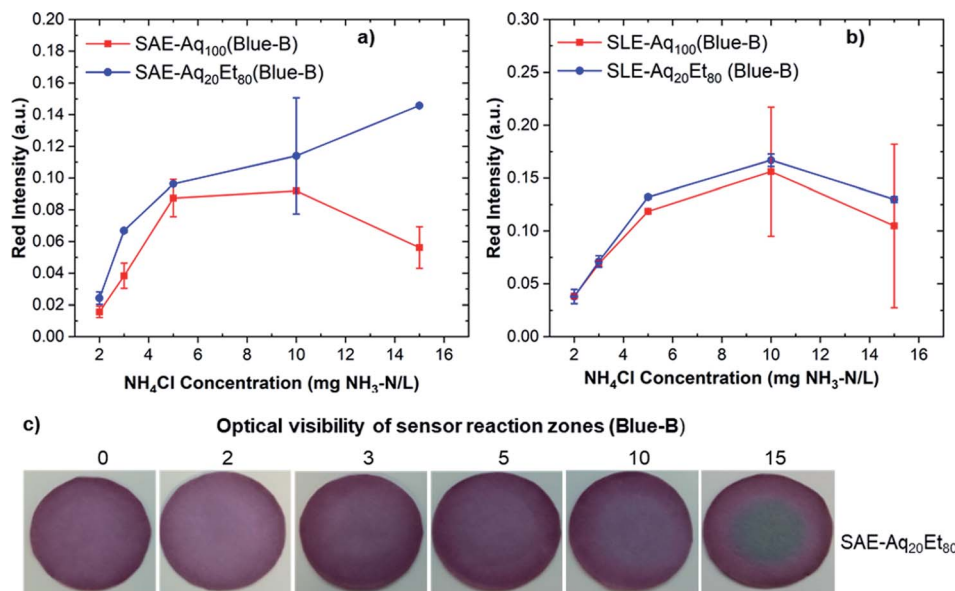 a)
SAE-Aq100(Blue-B)
SAE-Aq20Et80(Blue-B)
0.20
0.18
0.16
0.14
0.12
0.10
0.08
0.06
0.04
0.02
0.00
Red Intensity (a.u.)
2 4 6 8 10 12 14 16
NH4Cl Concentration (mg NH3-N/L)
b)
SLE-Aq100(Blue-B)
SLE-Aq20Et80 (Blue-B)
0.30
0.25
0.20
0.15
0.10
0.05
0.00
Red Intensity (a.u.)
2 4 6 8 10 12 14 16
NH4Cl Concentration (mg NH3-N/L)
c)
Optical visibility of sensor reaction zones (Blue-B)
0 2 3 5 10 15
SAE-Aq20Et80